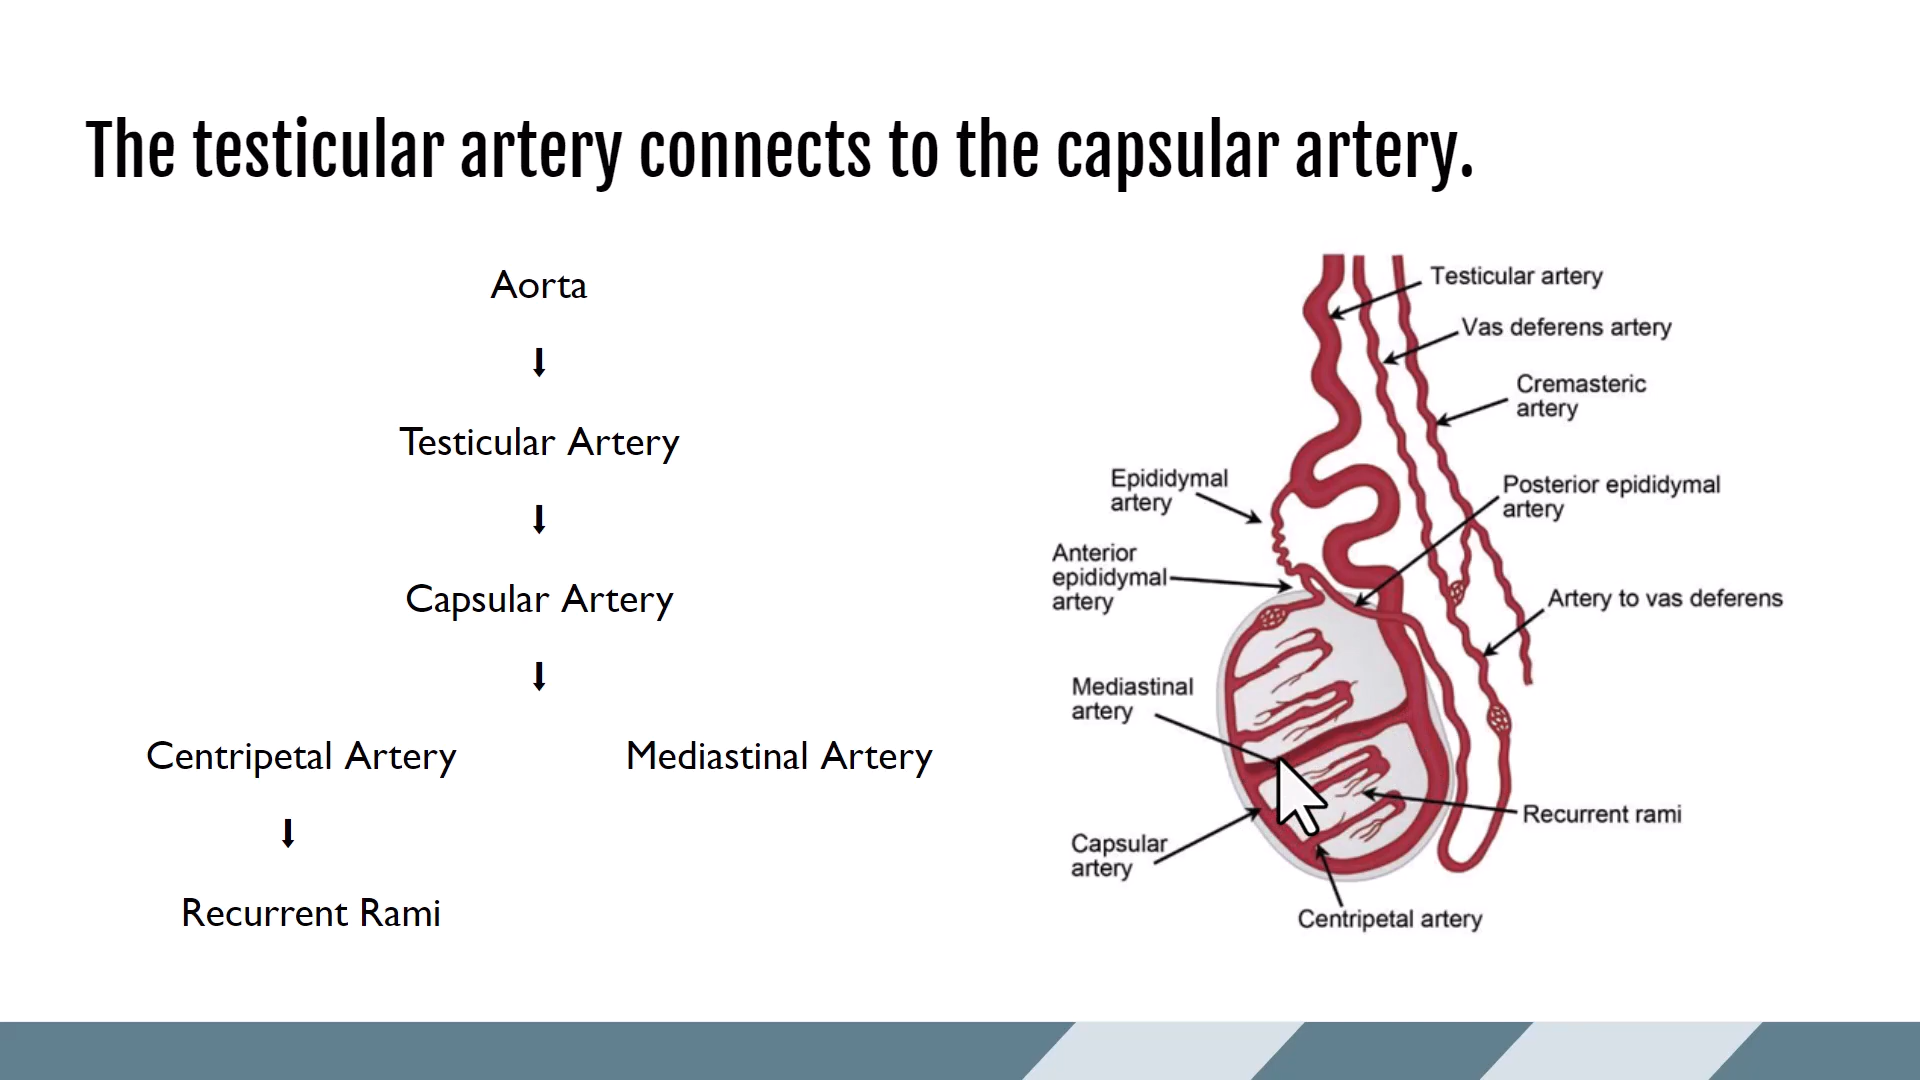 The testicular artery connects to the capsular artery.
Aorta
Testicular Artery
Capsular Artery
Centripetal Artery
Mediastinal Artery
Recurrent Rami
Testicular artery
Vas deferens artery
Cremasteric
artery
Epididymal
artery
Posterior epididymal
artery
Anterior
epididymal
artery
Artery to vas deferens
Mediastinal
artery
Recurrent rami
Capsular
artery
Centripetal artery